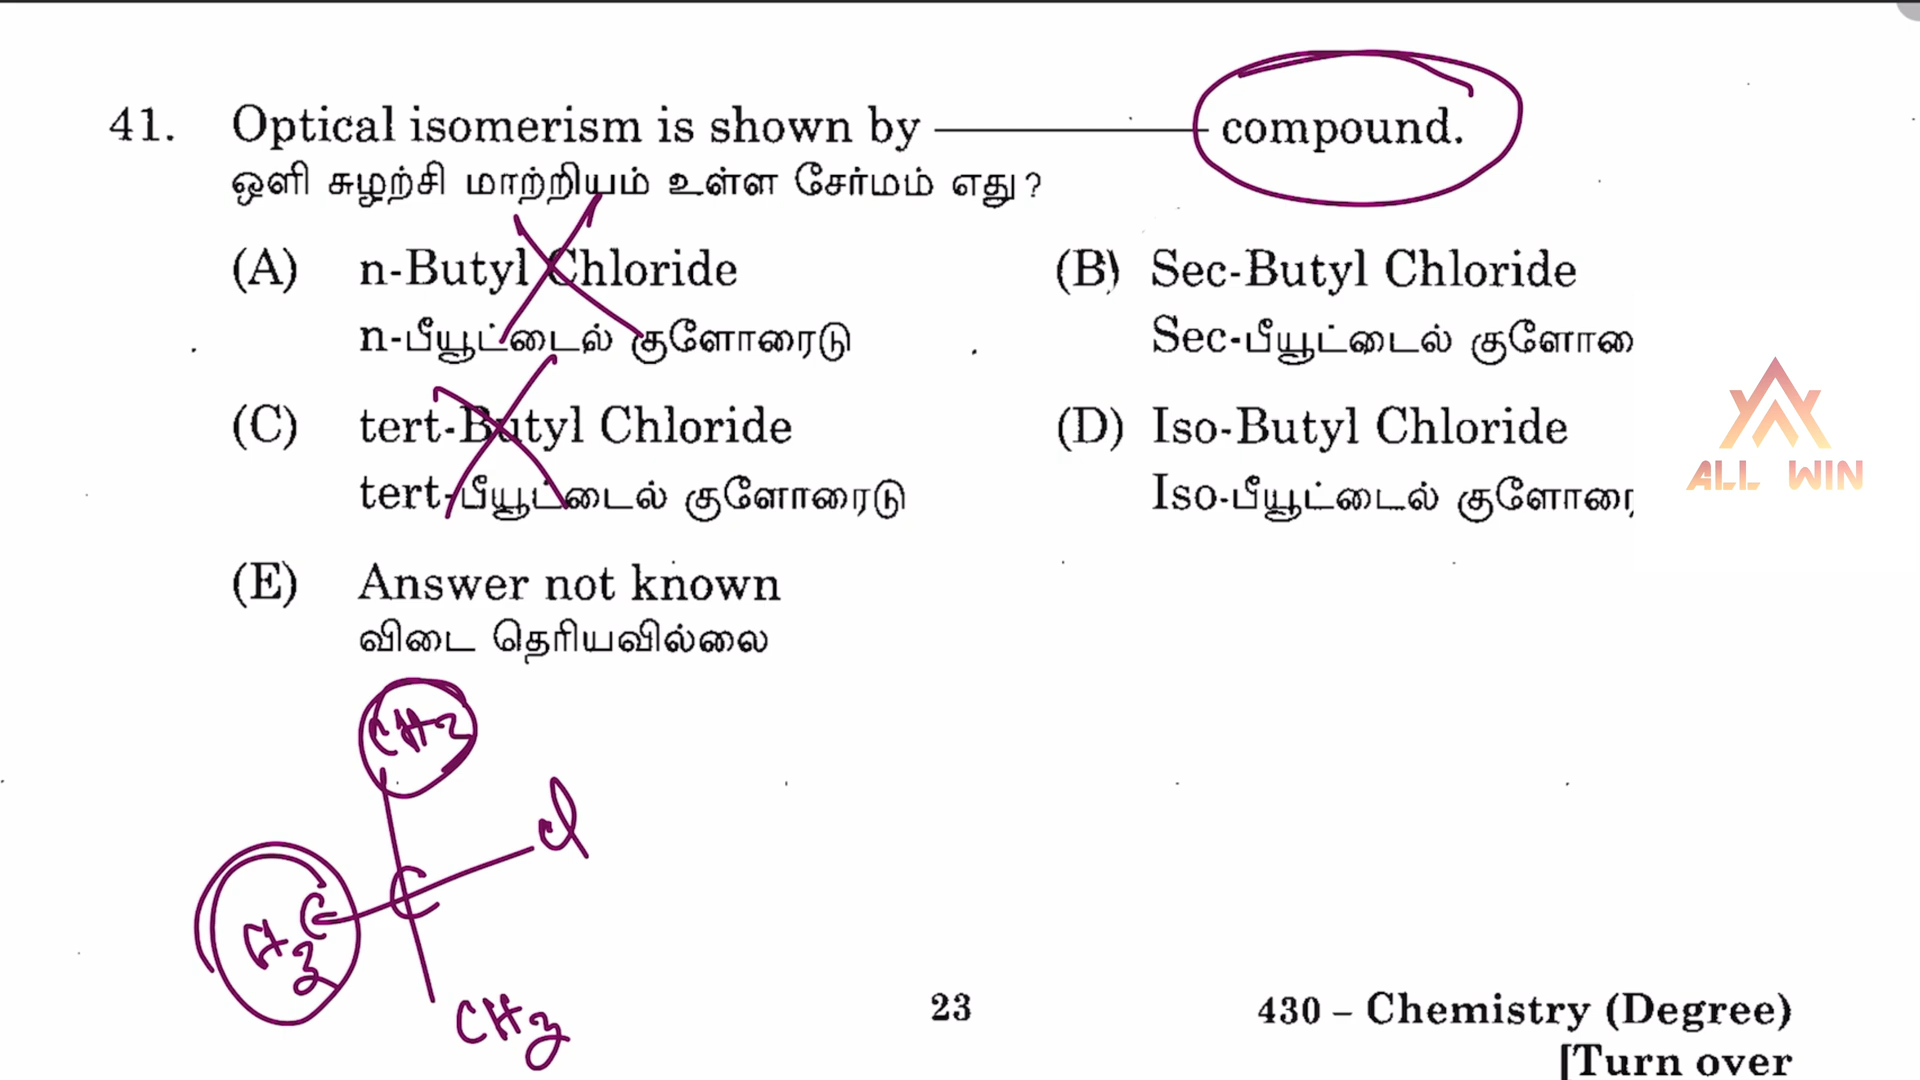 41. Optical isomerism is shown by ———— compound.
ஒளி சுழற்சி மாற்றியம் உள்ள சேர்மம் எது?
(A) n-Butyl Chloride (B) Sec-Butyl Chloride
n-பீயூட்டைல் குளோரைடு Sec-பீயூட்டைல் குளோரை
(C) tert-Butyl Chloride (D) Iso-Butyl Chloride
tert-பீயூட்டைல் குளோரைடு Iso-பீயூட்டைல் குளோரை
ALL WIN
(E) Answer not known
விடை தெரியவில்லை
CH3
Cl
C
CH3
CH3
23
430 – Chemistry (Degree)
[Turn over